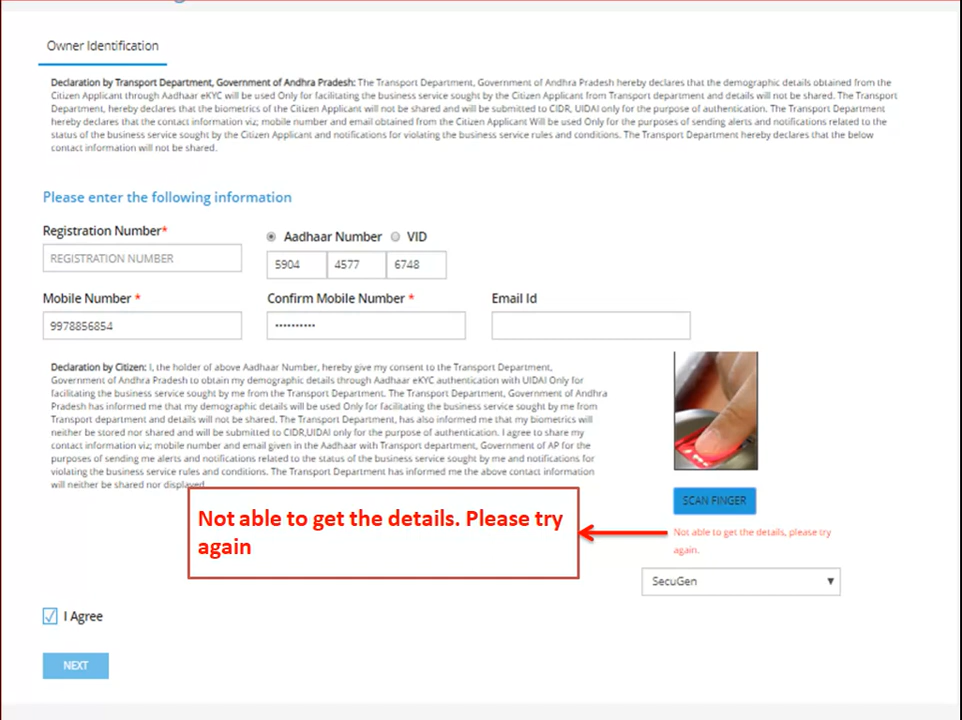 Owner Identification
Declaration by Transport Department, Government of Andhra Pradesh: The Transport Department, Government of Andhra Pradesh hereby declares that the demographic details obtained from the
Citizen Applicant through Aadhaar eKYC will be used Only for facilitating the business service sought by the Citizen Applicant from Transport department and details will not be shared. The Transport
Department, hereby declares that the biometrics of the Citizen Applicant will not be shared and will be submitted to CIDR, UIDAI only for the purpose of authentication. The Transport Department
hereby declares that the contact information viz; mobile number and email obtained from the Citizen Applicant Will be used Only for the purposes of sending alerts and notifications related to the
status of the business service sought by the Citizen Applicant and notifications for violating the business service rules and conditions. The Transport Department hereby declares that the below
contact information will not be shared.
Please enter the following information
Registration Number*
Aadhaar Number VID
REGISTRATION NUMBER
5904 4577 6748
Mobile Number *
Confirm Mobile Number *
Email Id
9978856854
••••••••••
Declaration by Citizen: I, the holder of above Aadhaar Number, hereby give my consent to the Transport Department,
Government of Andhra Pradesh to obtain my demographic details through Aadhaar eKYC authentication with UIDAI Only for
facilitating the business service sought by me from the Transport Department. The Transport Department, Government of Andhra
Pradesh has informed me that my demographic details will be used Only for facilitating the business service sought by me from
Transport department and details will not be shared. The Transport Department, has also informed me that my biometrics will
neither be stored nor shared and will be submitted to CIDR,UIDAI only for the purpose of authentication. I agree to share my
contact information viz; mobile number and email given in the Aadhaar with Transport department, Government of AP for the
purposes of sending me alerts and notifications related to the status of the business service sought by me and notifications for
violating the business service rules and conditions. The Transport Department has informed me the above contact information
will neither be shared nor displayed.
SCAN FINGER
Not able to get the details. Please try
again
Not able to get the details, please try
again.
SecuGen
I Agree
NEXT